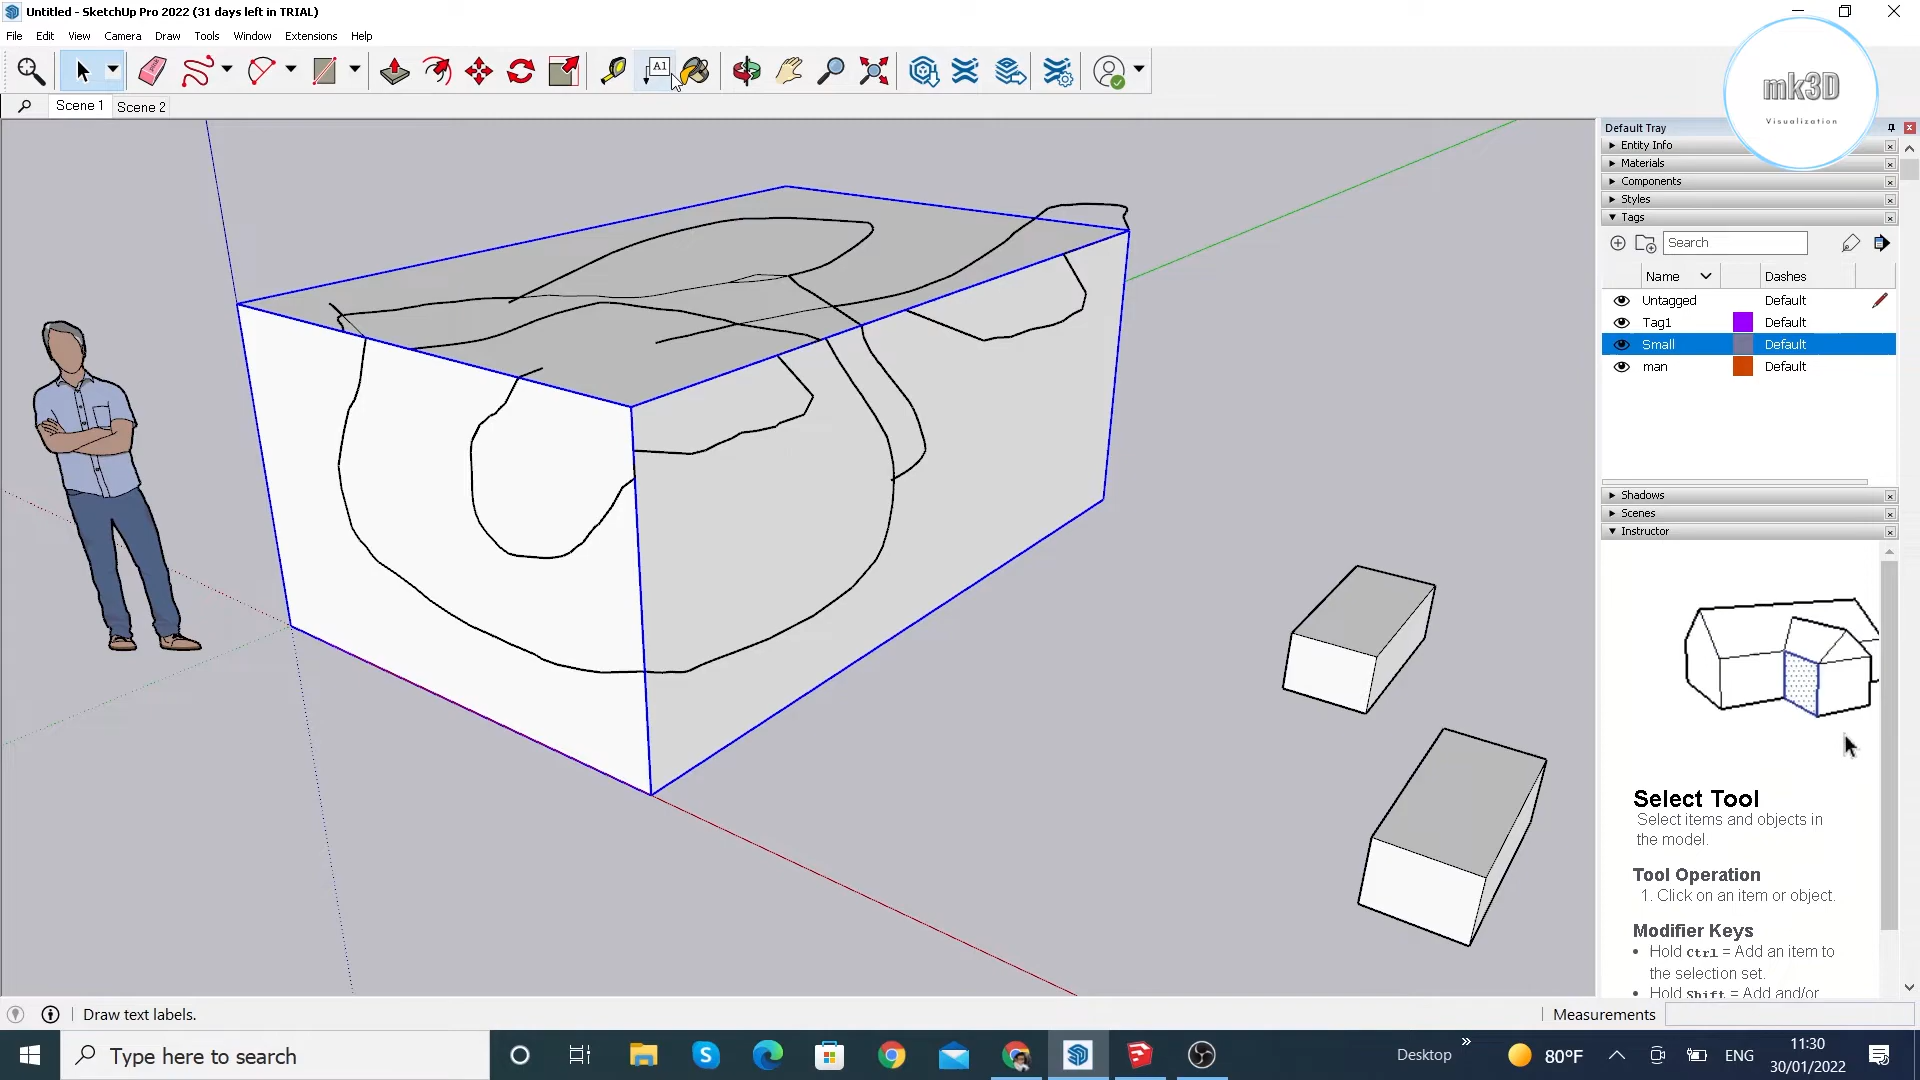 Untitled - SketchUp Pro 2022 (31 days left in TRIAL)
File Edit View Camera Draw Tools Window Extensions Help
A1
Scene 1 Scene 2
mk3D
Visualization
Default Tray
Entity Info
Materials
Components
Styles
Tags
Search
Name Dashes
Untagged Default
Tag1 Default
Small Default
man Default
Shadows
Scenes
Instructor
Select Tool
Select items and objects in
the model.
Tool Operation
1. Click on an item or object.
Modifier Keys
• Hold Ctrl = Add an item to
the selection set.
• Hold Shift = Add and/or
Draw text labels.
Measurements
Type here to search
Desktop
80°F
ENG
11:30
30/01/2022